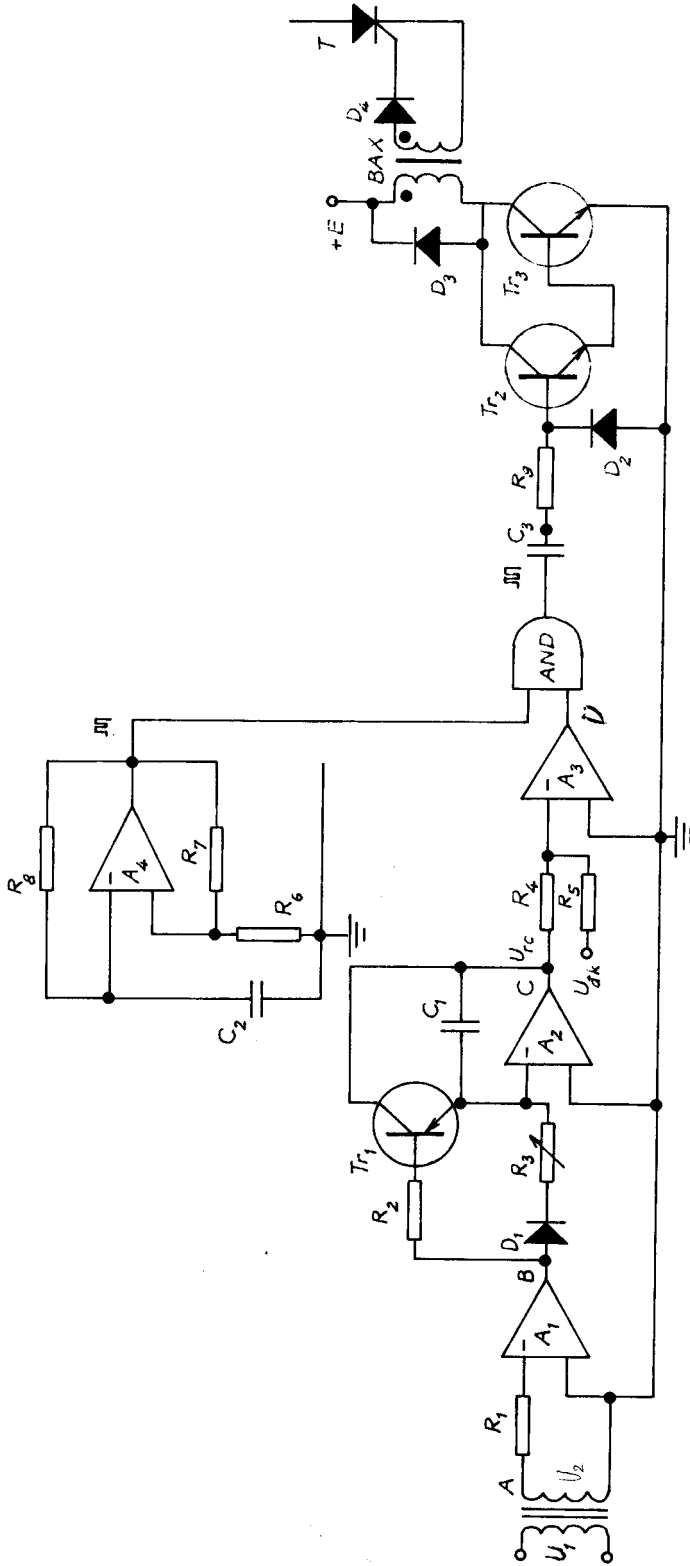 U₁
U₂
A
R₁
−
A₁
B
R₂
D₁
Tr₁
R₃
C₁
−
A₂
C
Urc
Uđk
R₄
R₅
−
A₃
D
C₂
R₈
−
A₄
R₇
R₆
AND
C₃
R₉
D₂
Tr₂
Tr₃
D₃
+E
BAX
D₄
T